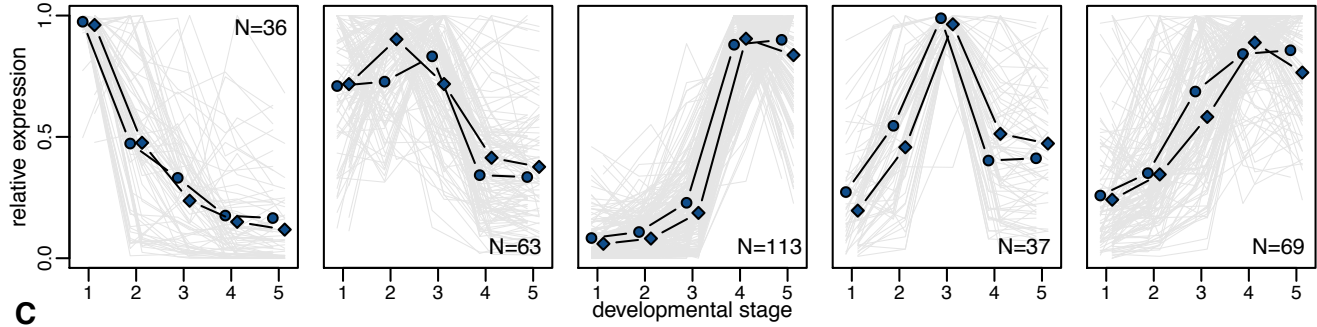 relative expression
1.0
0.5
0.0
N=36
N=63
N=113
N=37
N=69
1 2 3 4 5
1 2 3 4 5
1 2 3 4 5
1 2 3 4 5
1 2 3 4 5
developmental stage
C